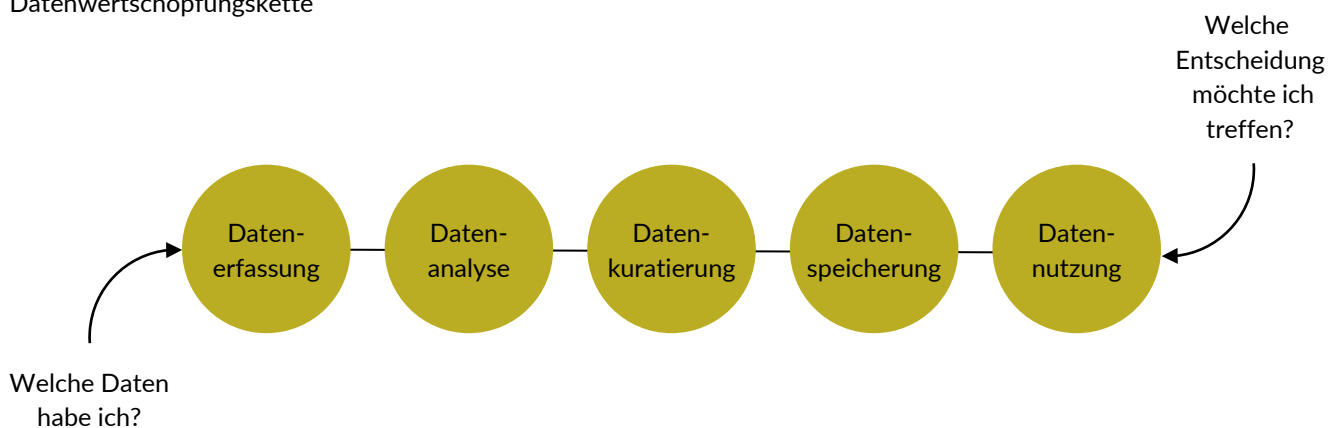 Datenwertschöpfungskette
Welche
Entscheidung
möchte ich
treffen?
Daten-
erfassung
Daten-
analyse
Daten-
kuratierung
Daten-
speicherung
Daten-
nutzung
Welche Daten
habe ich?